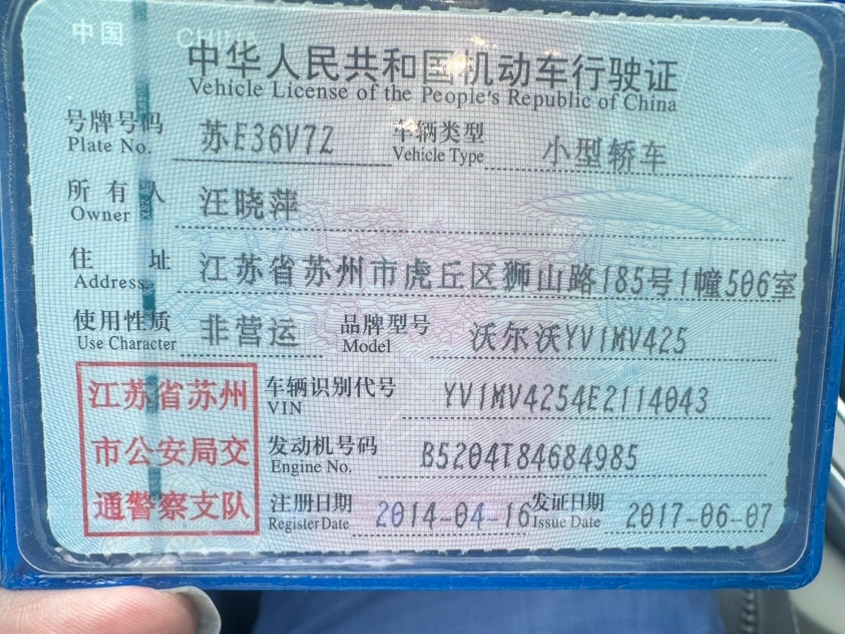 中国 CHINA
中华人民共和国机动车行驶证
Vehicle License of the People's Republic of China
号牌号码 苏E36V72 车辆类型 小型轿车
Plate No. Vehicle Type
所有人 汪晓萍
Owner
住址 江苏省苏州市虎丘区狮山路185号1幢506室
Address
使用性质 非营运 品牌型号 沃尔沃YV1MV425
Use Character Model
江苏省苏州 车辆识别代号 YV1MV4254E2114043
VIN
市公安局交 发动机号码 B5204T84684985
Engine No.
通警察支队 注册日期 2014-04-16 发证日期 2017-06-07
Register Date Issue Date